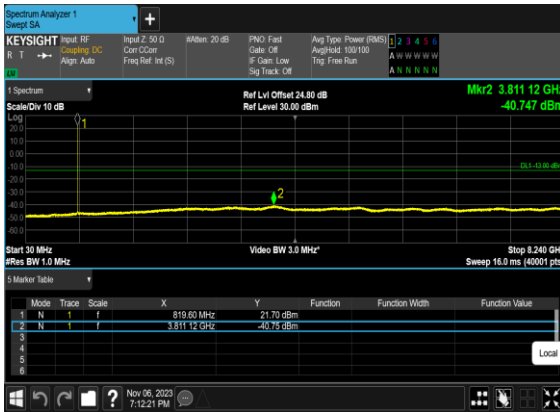 Spectrum Analyzer 1
Swept SA
KEYSIGHT
R T
LW
Input: RF
Coupling: DC
Align: Auto
Input Z: 50 Ω
Corr CCorr
Freq Ref: Int (S)
#Atten: 20 dB
PNO: Fast
Gate: Off
IF Gain: Low
Sig Track: Off
Avg Type: Power (RMS)
Avg|Hold: 100/100
Trig: Free Run
1 2 3 4 5 6
A W W W W W
A N N N N N
1 Spectrum
Scale/Div 10 dB
Ref Lvl Offset 24.80 dB
Ref Level 30.00 dBm
Mkr2 3.811 12 GHz
-40.747 dBm
Log
20.0
10.0
0.00
-10.0
-20.0
-30.0
-40.0
-50.0
-60.0
1
2
DL1 -13.00 dBm
Start 30 MHz
#Res BW 1.0 MHz
Video BW 3.0 MHz*
Stop 8.240 GHz
Sweep 16.0 ms (40001 pts)
5 Marker Table
Mode Trace Scale X Y Function Function Width Function Value
1 N 1 f 819.60 MHz 21.70 dBm
2 N 1 f 3.811 12 GHz -40.75 dBm
3
4
5
6
Local
?
Nov 06, 2023
7:12:21 PM